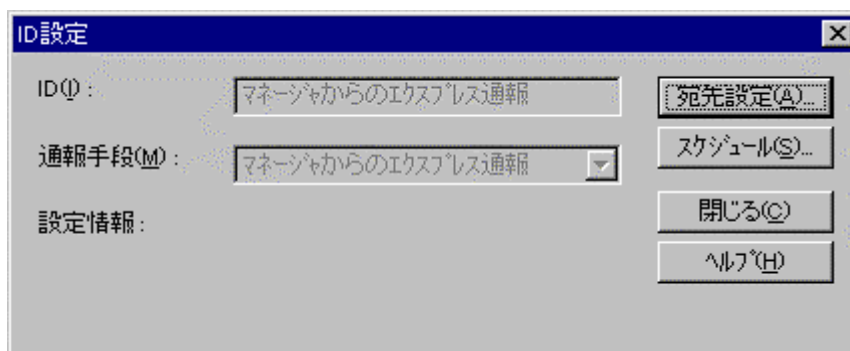 ID設定
ID(I)：
ﾏﾈｰｼﾞｬからのｴｸｽﾌﾟﾚｽ通報
宛先設定(A)...
通報手段(M)：
ﾏﾈｰｼﾞｬからのｴｸｽﾌﾟﾚｽ通報
ｽｹｼﾞｭｰﾙ(S)...
設定情報：
閉じる(C)
ﾍﾙﾌﾟ(H)